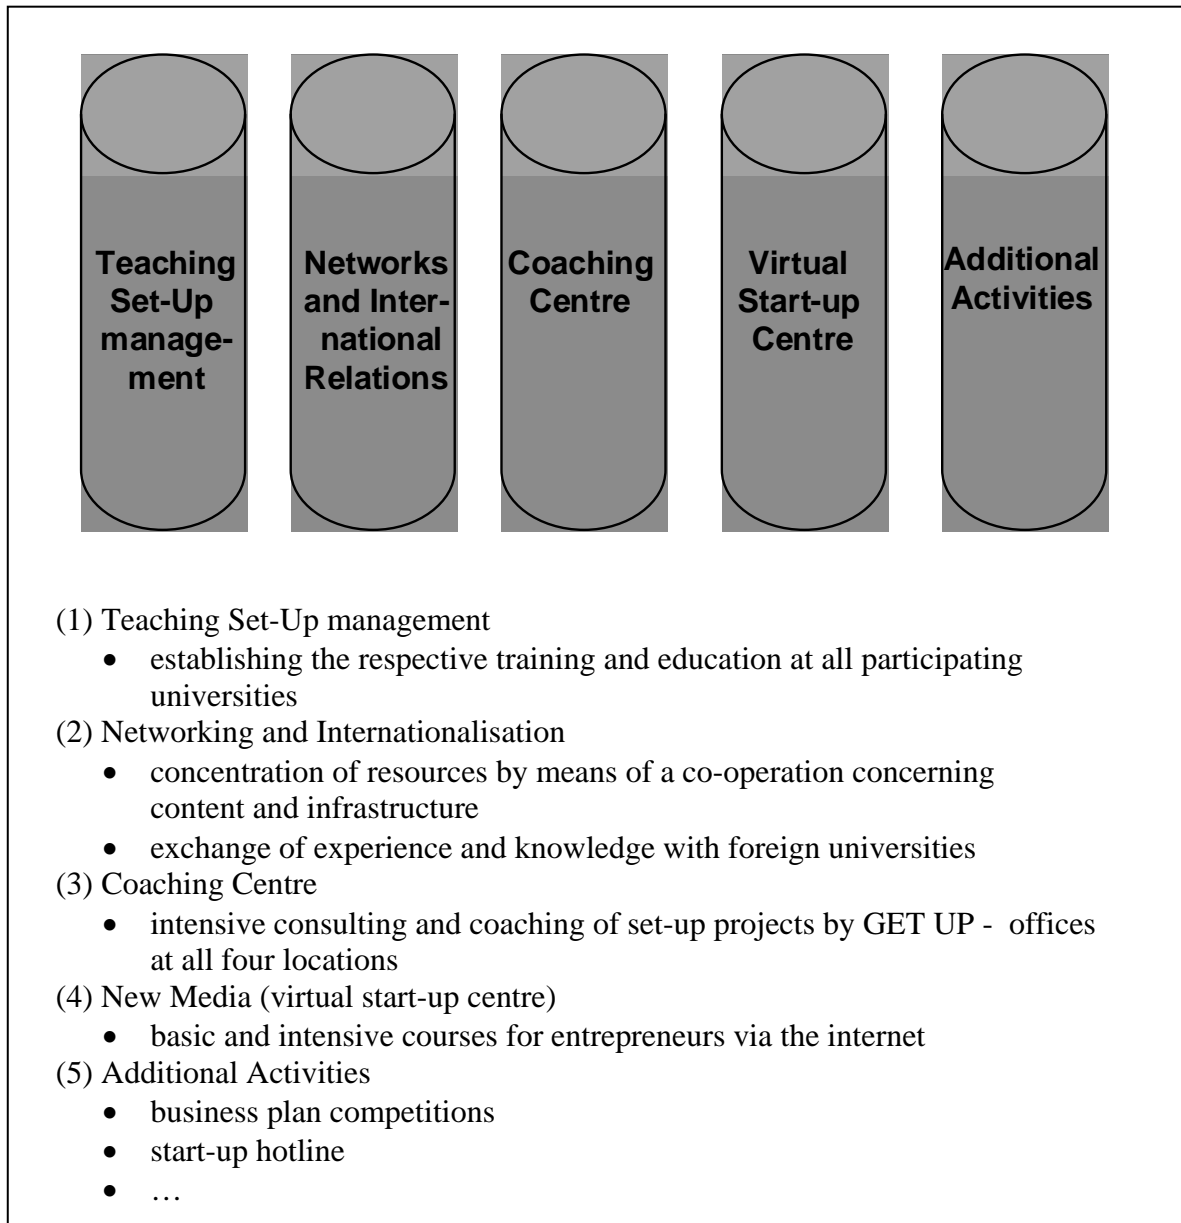 Teaching
Set-Up
manage-
ment
Networks
and Inter-
national
Relations
Coaching
Centre
Virtual
Start-up
Centre
Additional
Activities
(1) Teaching Set-Up management
• establishing the respective training and education at all participating
universities
(2) Networking and Internationalisation
• concentration of resources by means of a co-operation concerning
content and infrastructure
• exchange of experience and knowledge with foreign universities
(3) Coaching Centre
• intensive consulting and coaching of set-up projects by GET UP - offices
at all four locations
(4) New Media (virtual start-up centre)
• basic and intensive courses for entrepreneurs via the internet
(5) Additional Activities
• business plan competitions
• start-up hotline
• …